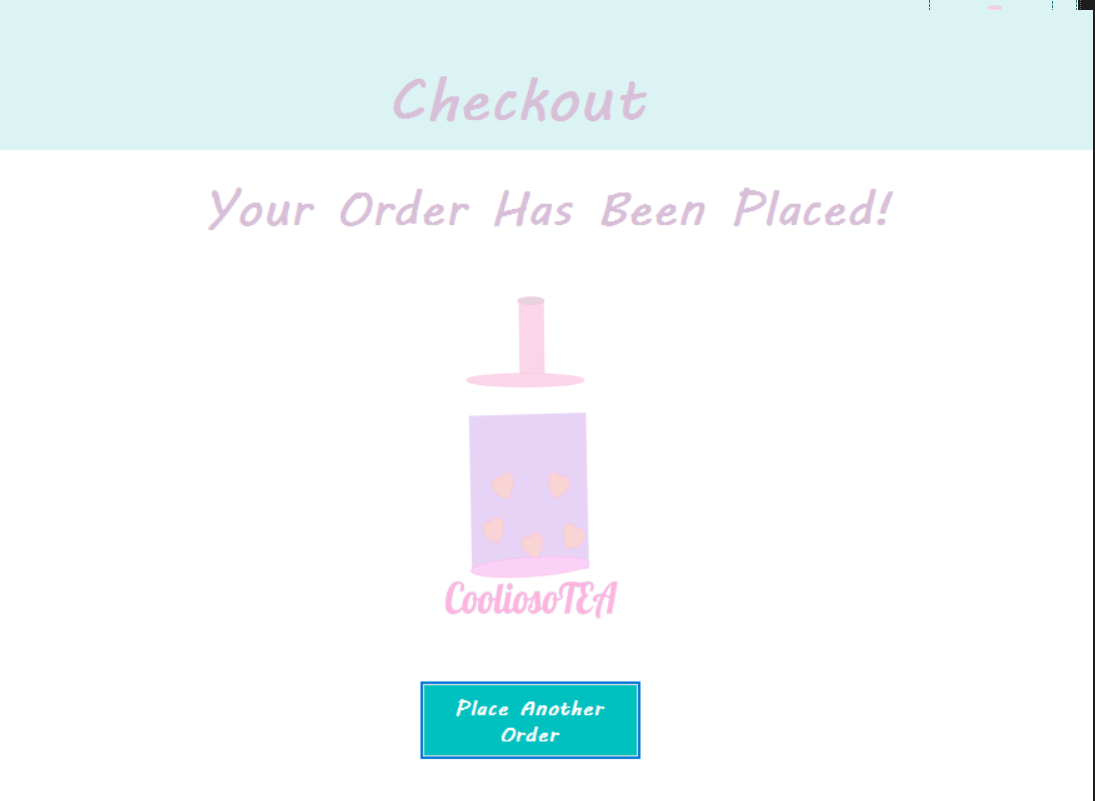 Checkout
Your Order Has Been Placed!
CooliosoTEA
Place Another
Order